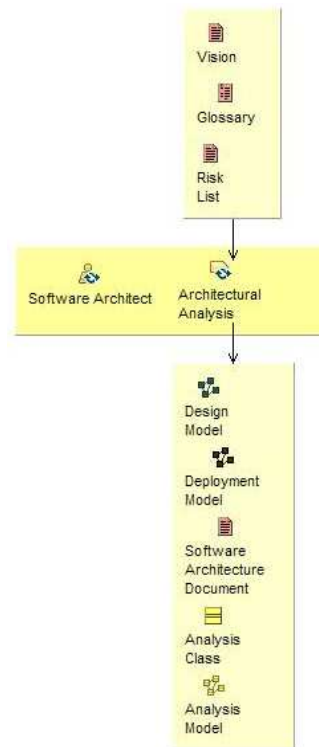 Vision
Glossary
Risk
List
Software Architect
Architectural
Analysis
Design
Model
Deployment
Model
Software
Architecture
Document
Analysis
Class
Analysis
Model